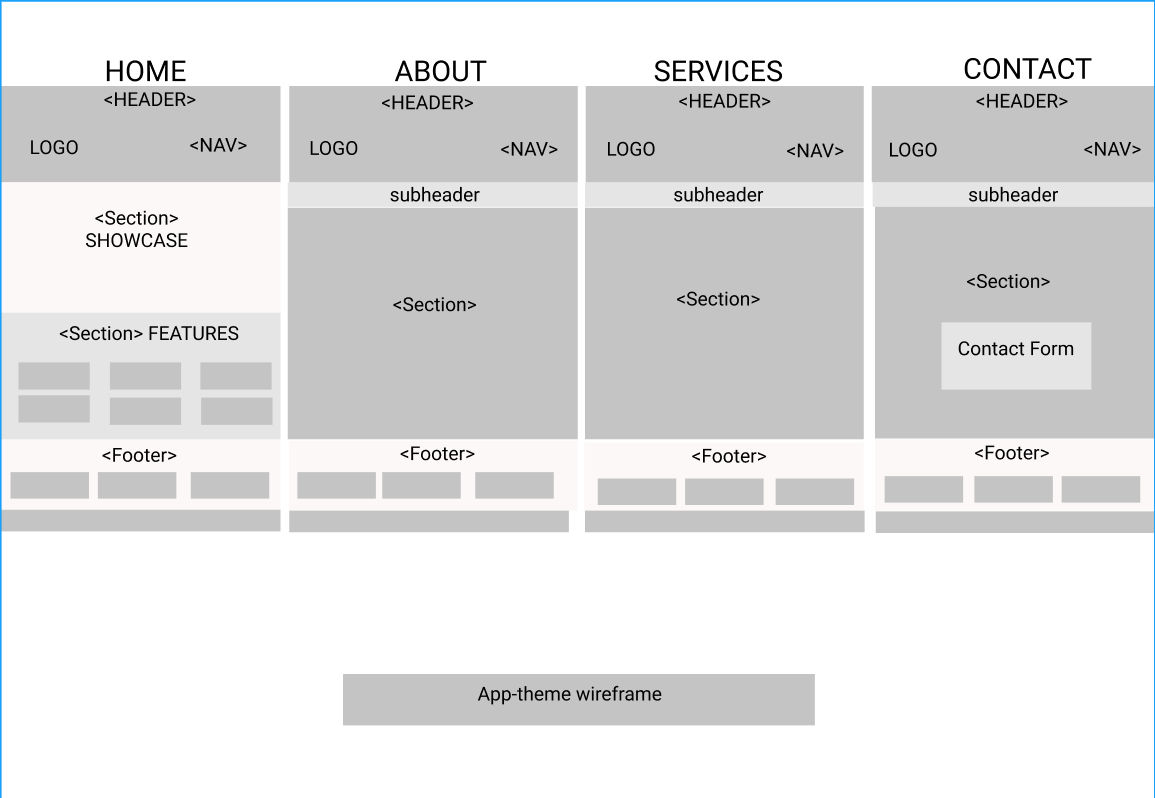 HOME
<HEADER>
LOGO
<NAV>
<Section>
SHOWCASE
<Section> FEATURES
<Footer>
ABOUT
<HEADER>
LOGO
<NAV>
subheader
<Section>
<Footer>
SERVICES
<HEADER>
LOGO
<NAV>
subheader
<Section>
<Footer>
CONTACT
<HEADER>
LOGO
<NAV>
subheader
<Section>
Contact Form
<Footer>
App-theme wireframe